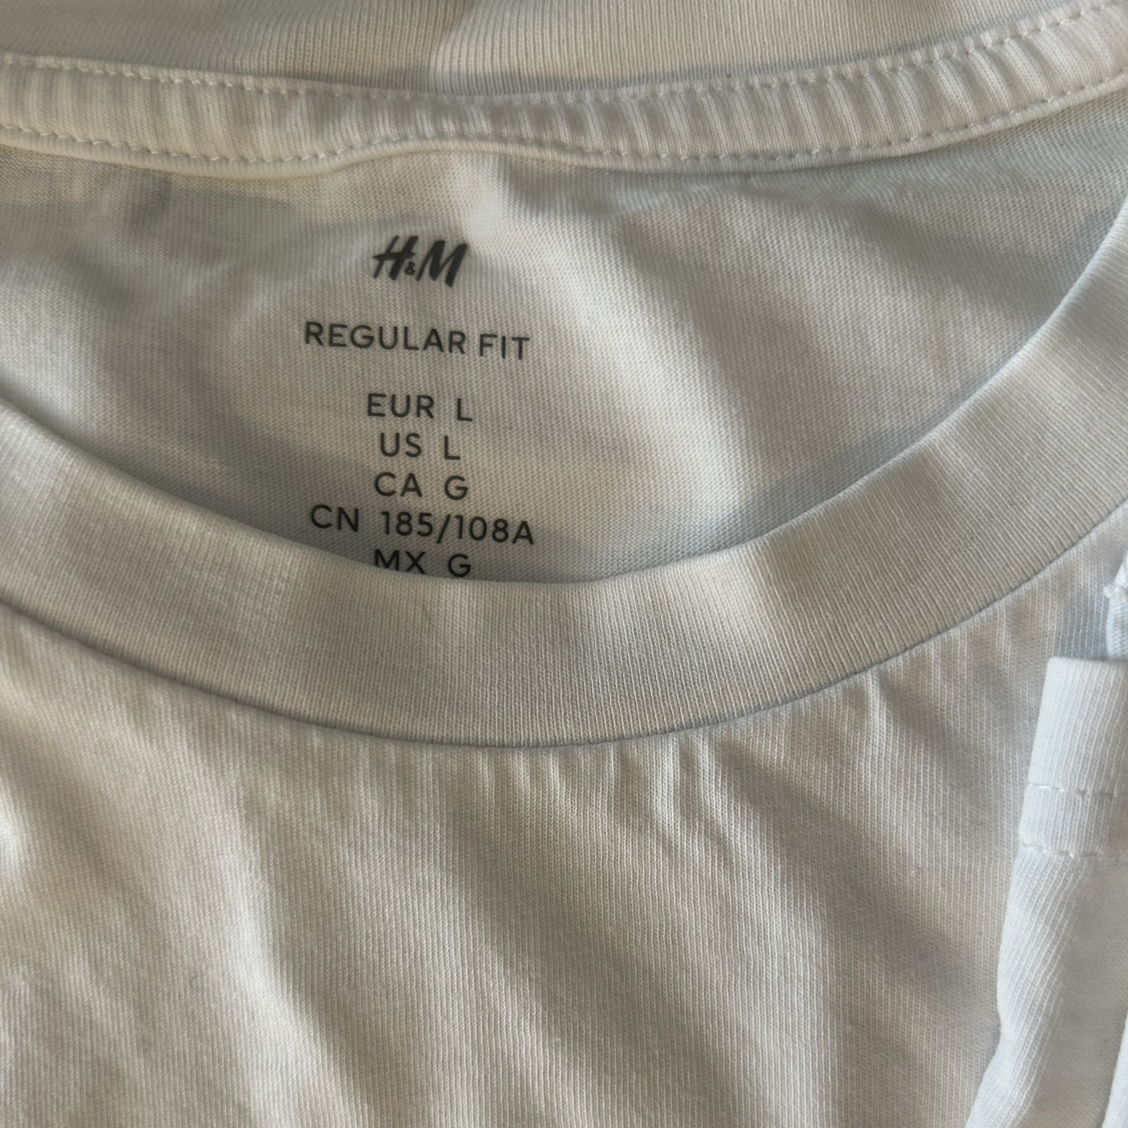 H&M
REGULAR FIT
EUR L
US L
CA G
CN 185/108A
MX G